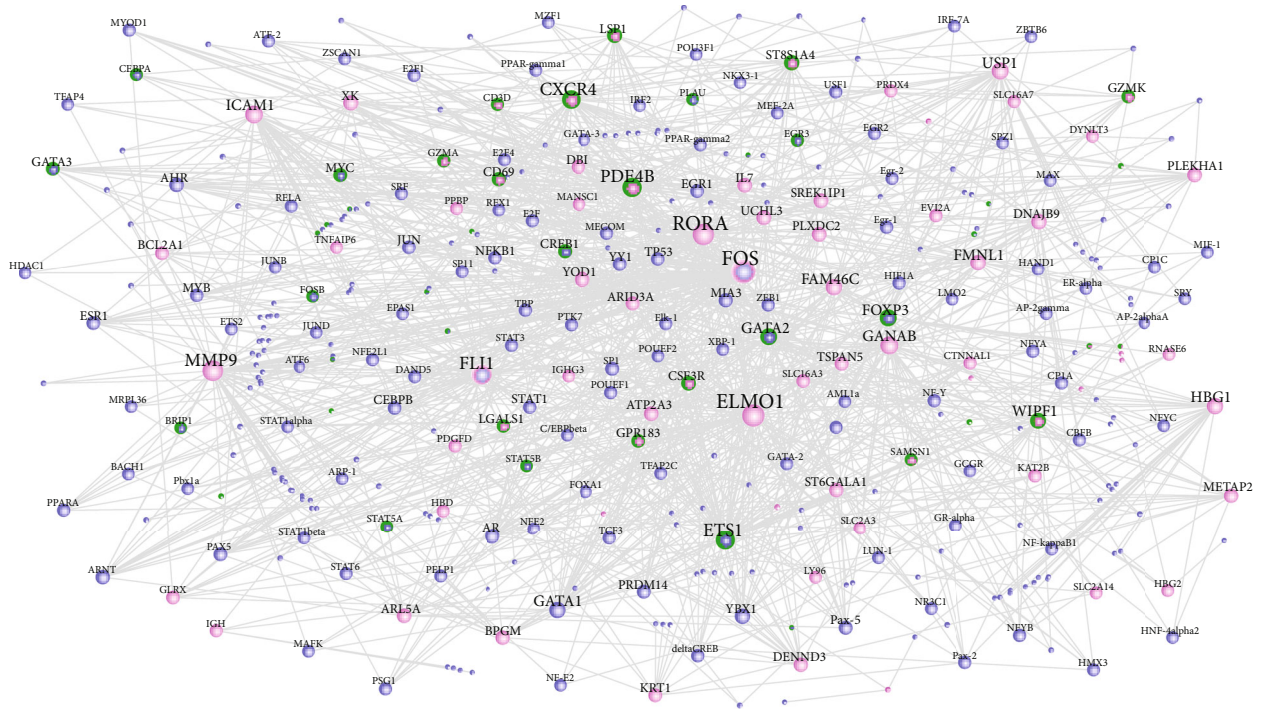 MYOD1
MZF1
LSP1
IRF-7A
ZBTB6
ATF-2
ZSCAN1
POU3F1
ST8S1A4
USP1
CEBPA
E2F1
PPAR-gamma1
NKX3-1
USF1
PRDX4
SLC16A7
GZMK
TFAP4
ICAM1
XK
CD3D
CXCR4
IRF2
PLAU
MEF-2A
DYNLT3
GATA-3
PPAR-gamma2
EGR3
EGR2
SPZ1
GATA3
AHR
MYC
GZMA
E2F4
CD69
DBI
PDE4B
EGR1
IL7
Egr-2
MAX
PLEKHA1
RELA
SRF
PPBP
REX1
MANSC1
UCHL3
SREK1IP1
EVI2A
DNAJB9
BCL2A1
TNFAIP6
JUN
E2F
MECOM
RORA
PLXDC2
Egr-1
MIF-1
HDAC1
JUNB
SP11
NFKB1
CREB1
YY1
TP53
FOS
FMNL1
HAND1
CP1C
MYB
FOSB
YOD1
FAM46C
HIF1A
ER-alpha
SRY
ESR1
ETS2
JUND
EPAS1
TBP
ARID3A
MIA3
ZEB1
LMO2
AP-2gamma
AP-2alphaA
PTK7
Elk-1
GATA2
FOXP3
MMP9
ATF6
NFE2L1
STAT3
POUEF2
XBP-1
GANAB
NEYA
RNASE6
DAND5
FLI1
IGHG3
SP1
CSF3R
SLC16A3
TSPAN5
CTNNAL1
CP1A
MRPL36
CEBPB
STAT1
POUEF1
ELMO1
AML1a
NF-Y
HBG1
BRIP1
STAT1alpha
LGALS1
C/EBPbeta
ATP2A3
WIPF1
NEYC
PDGFD
GPR183
CBFB
BACH1
ARP-1
STAT5B
TFAP2C
GATA-2
SAMSN1
GCGR
KAT2B
PPARA
Pbx1a
FOXA1
ST6GALA1
METAP2
STAT5A
HBD
STAT1beta
AR
NFE2
TCF3
ETS1
SLC2A3
GR-alpha
PAX5
LUN-1
NF-kappaB1
ARNT
STAT6
PELP1
PRDM14
LY96
SLC2A14
HBG2
GLRX
ARL5A
GATA1
YBX1
Pax-5
NR3C1
IGH
BPGM
NEYB
HNF-4alpha2
MAFK
deltaCREB
DENND3
Pax-2
HMX3
PSG1
NF-E2
KRT1